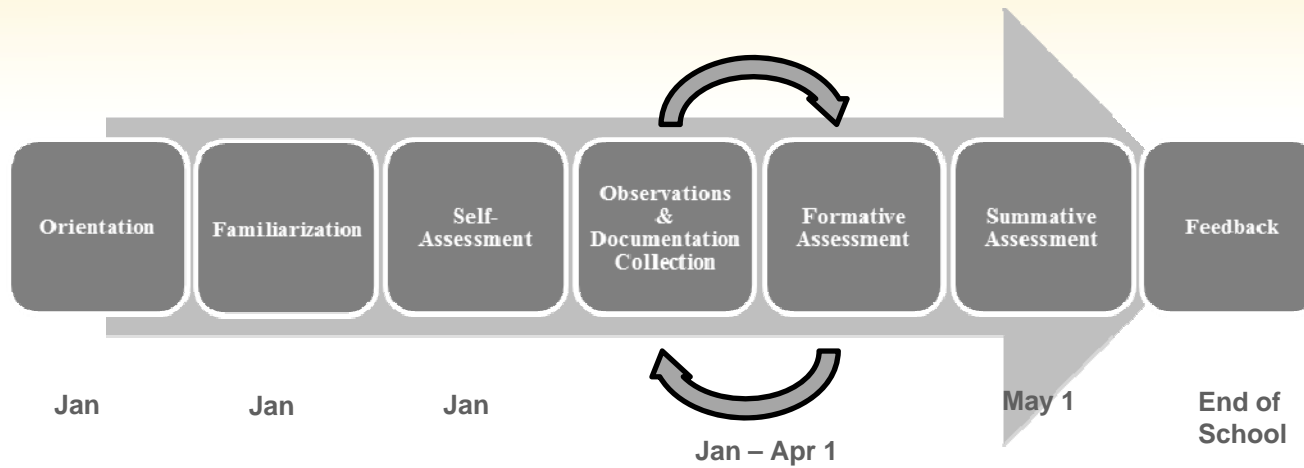 Orientation
Familiarization
Self-
Assessment
Observations
&
Documentation
Collection
Formative
Assessment
Summative
Assessment
Feedback
Jan
Jan
Jan
Jan – Apr 1
May 1
End of
School